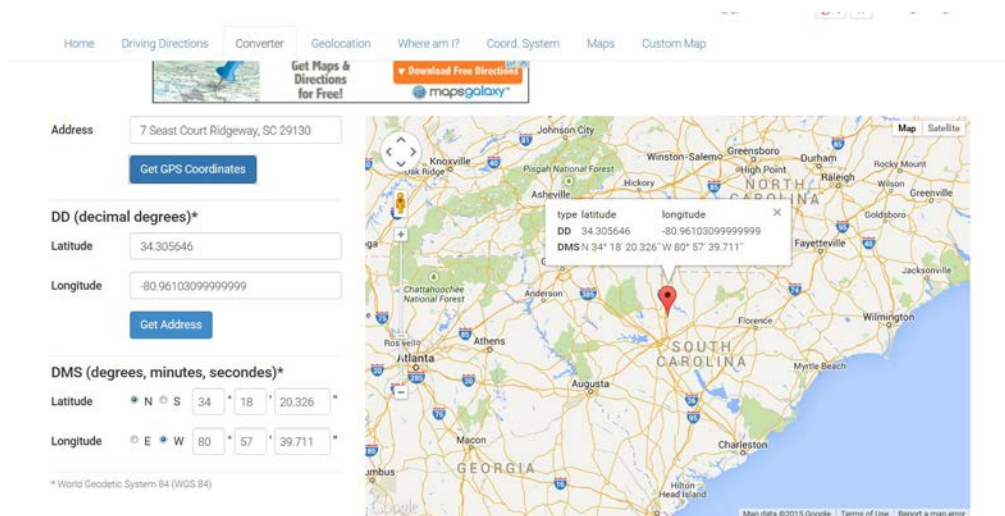 Home Driving Directions Converter Geolocation Where am I? Coord. System Maps Custom Map
Get Maps &
Directions
for Free!
▼ Download Free Directions
mapsgalaxy™
Address 7 Seast Court Ridgeway, SC 29130
Get GPS Coordinates
DD (decimal degrees)*
Latitude 34.305646
Longitude -80.96103099999999
Get Address
DMS (degrees, minutes, secondes)*
Latitude N S 34 ° 18 ' 20.326 "
Longitude E W 80 ° 57 ' 39.711 "
* World Geodetic System 84 (WGS 84)
Map Satellite
Johnson City
Knoxville
Oak Ridge
Pisgah National Forest
Winston-Salem
Greensboro
High Point
Durham
Raleigh
Rocky Mount
Wilson
Greenville
Hickory
Asheville
NORTH
CAROLINA
Goldsboro
type latitude longitude
DD 34.305646 -80.96103099999999
DMS N 34° 18' 20.326" W 80° 57' 39.711"
Fayetteville
Jacksonville
Chattahoochee
National Forest
Anderson
Wilmington
Florence
Roswell
Athens
Atlanta
SOUTH
CAROLINA
Myrtle Beach
Augusta
Macon
Charleston
GEORGIA
Hilton
Head Island
Google
Map data ©2015 Google Terms of Use Report a map error